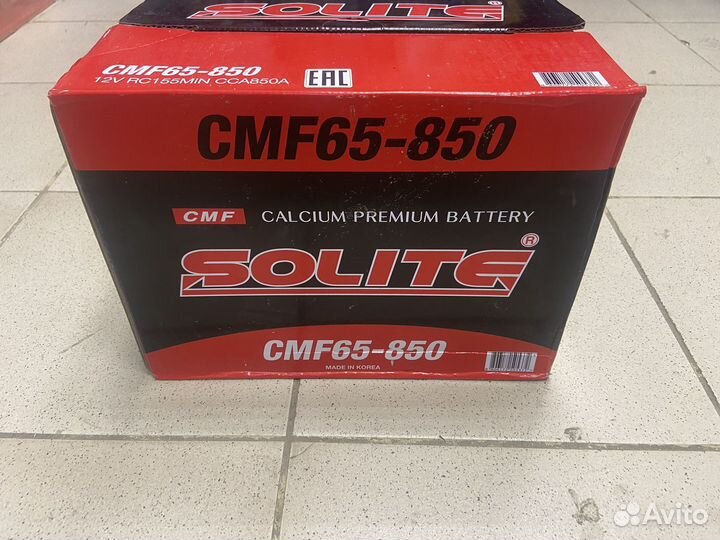 SOLITE
CMF65-850
12V RC155MIN CCA850A
EAC
CMF65-850
CMF CALCIUM PREMIUM BATTERY
SOLITE ®
CMF65-850
MADE IN KOREA
Avito